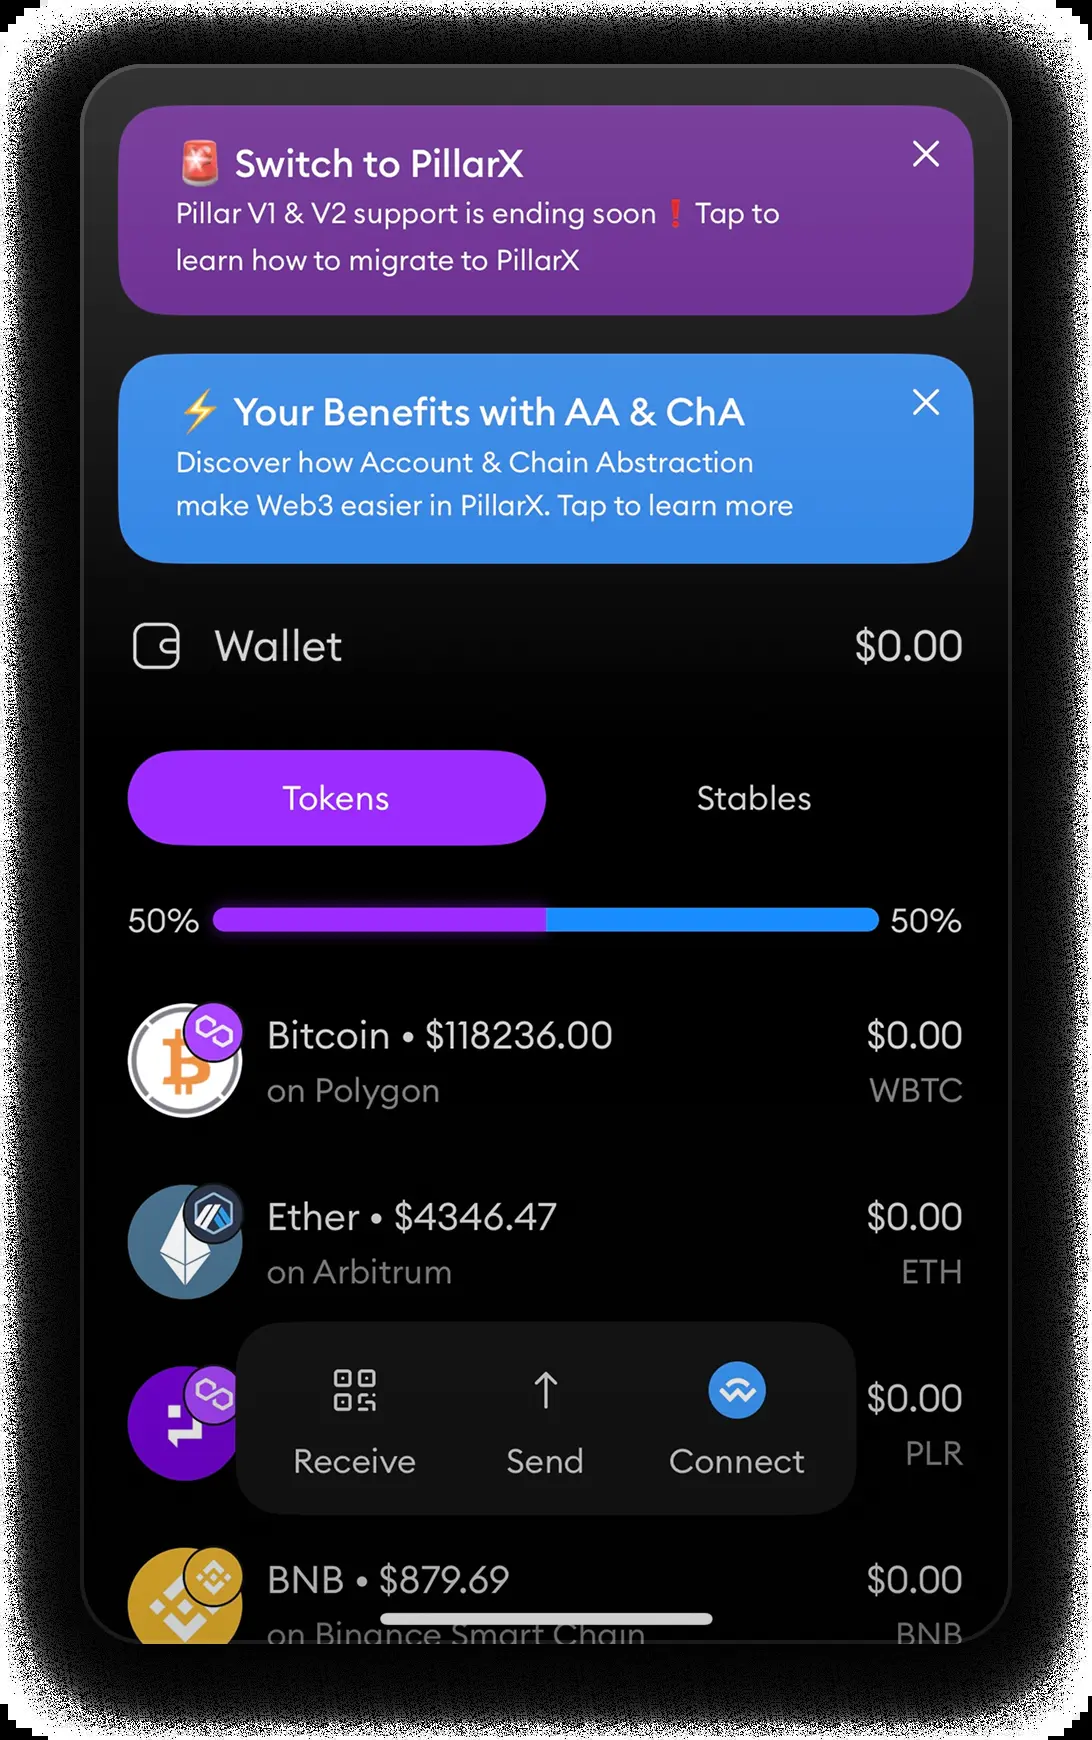 🚨 Switch to PillarX
Pillar V1 & V2 support is ending soon❗Tap to
learn how to migrate to PillarX
⚡ Your Benefits with AA & ChA
Discover how Account & Chain Abstraction
make Web3 easier in PillarX. Tap to learn more
Wallet $0.00
Tokens Stables
50% 50%
Bitcoin • $118236.00 $0.00
on Polygon WBTC
Ether • $4346.47 $0.00
on Arbitrum ETH
$0.00
PLR
Receive Send Connect
BNB • $879.69 $0.00
on Binance Smart Chain BNB